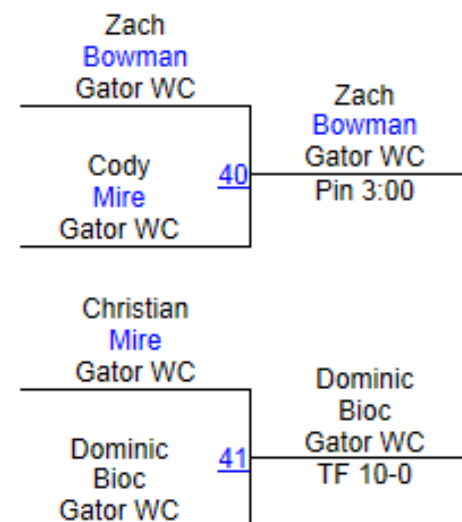 Zach
Bowman
Gator WC
Cody
Mire
Gator WC
40
Zach
Bowman
Gator WC
Pin 3:00
Christian
Mire
Gator WC
Dominic
Bioc
Gator WC
41
Dominic
Bioc
Gator WC
TF 10-0